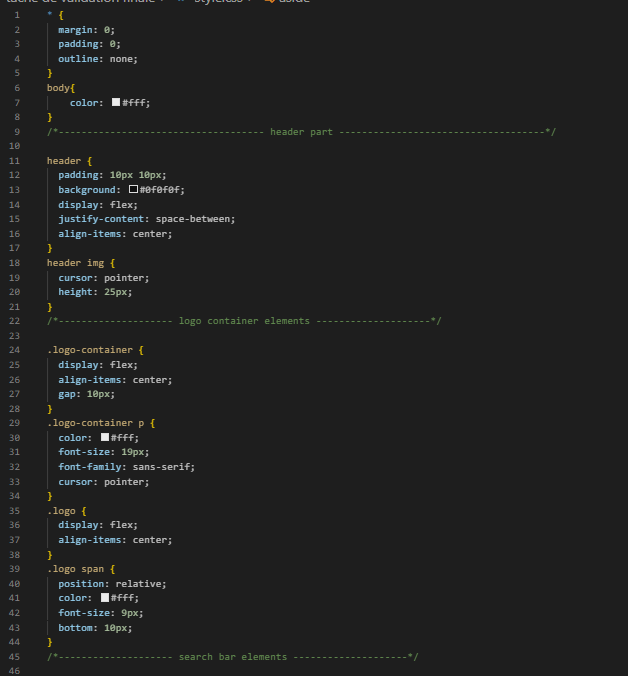 tache de validation finale > style.css > aside
1 * {
2 margin: 0;
3 padding: 0;
4 outline: none;
5 }
6 body{
7 color: #fff;
8 }
9 /*------------------------------------ header part ------------------------------------*/
10
11 header {
12 padding: 10px 10px;
13 background: #0f0f0f;
14 display: flex;
15 justify-content: space-between;
16 align-items: center;
17 }
18 header img {
19 cursor: pointer;
20 height: 25px;
21 }
22 /*-------------------- logo container elements --------------------*/
23
24 .logo-container {
25 display: flex;
26 align-items: center;
27 gap: 10px;
28 }
29 .logo-container p {
30 color: #fff;
31 font-size: 19px;
32 font-family: sans-serif;
33 cursor: pointer;
34 }
35 .logo {
36 display: flex;
37 align-items: center;
38 }
39 .logo span {
40 position: relative;
41 color: #fff;
42 font-size: 9px;
43 bottom: 10px;
44 }
45 /*-------------------- search bar elements --------------------*/
46